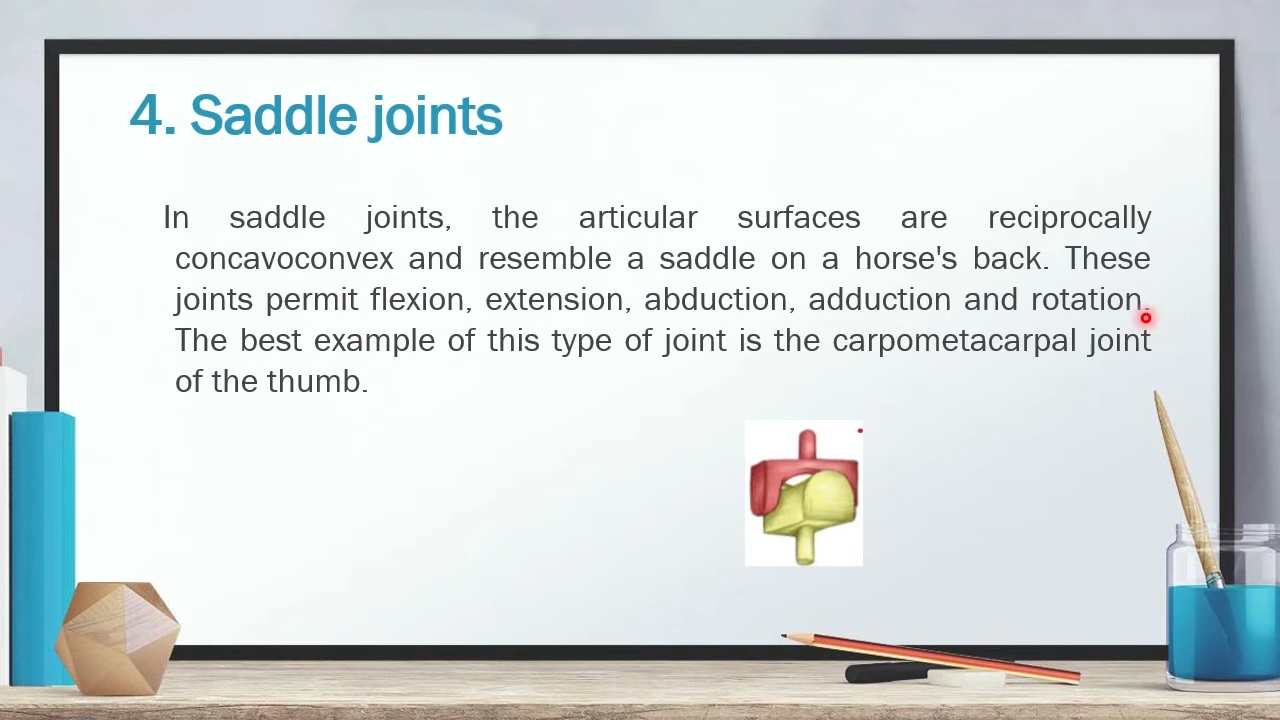 4. Saddle joints
In saddle joints, the articular surfaces are reciprocally
concavoconvex and resemble a saddle on a horse's back. These
joints permit flexion, extension, abduction, adduction and rotation.
The best example of this type of joint is the carpometacarpal joint
of the thumb.